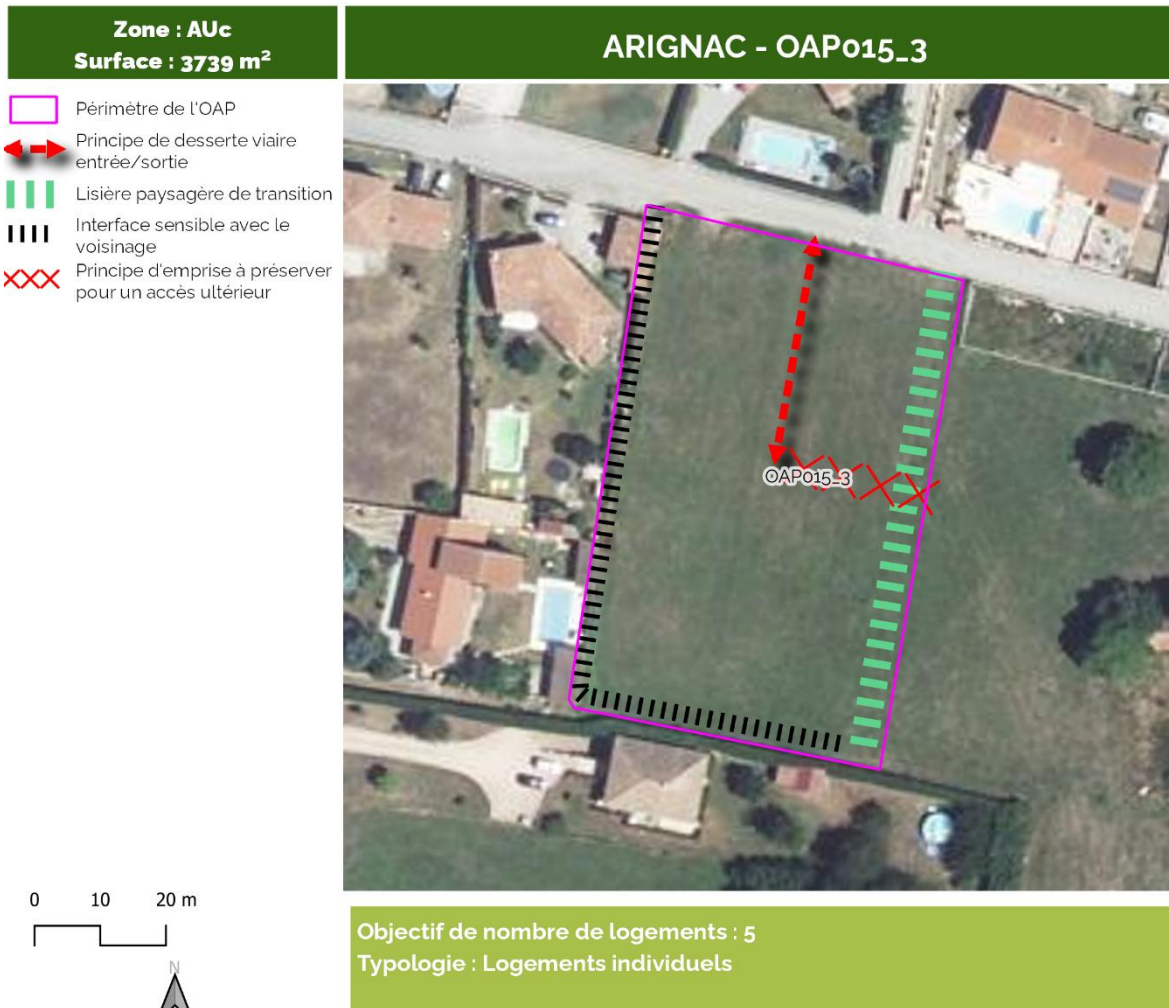 Zone : AUc
Surface : 3739 m²
ARIGNAC - OAP015_3
Périmètre de l'OAP
Principe de desserte viaire
entrée/sortie
Lisière paysagère de transition
Interface sensible avec le
voisinage
Principe d'emprise à préserver
pour un accès ultérieur
OAP015_3
0 10 20 m
N
Objectif de nombre de logements : 5
Typologie : Logements individuels